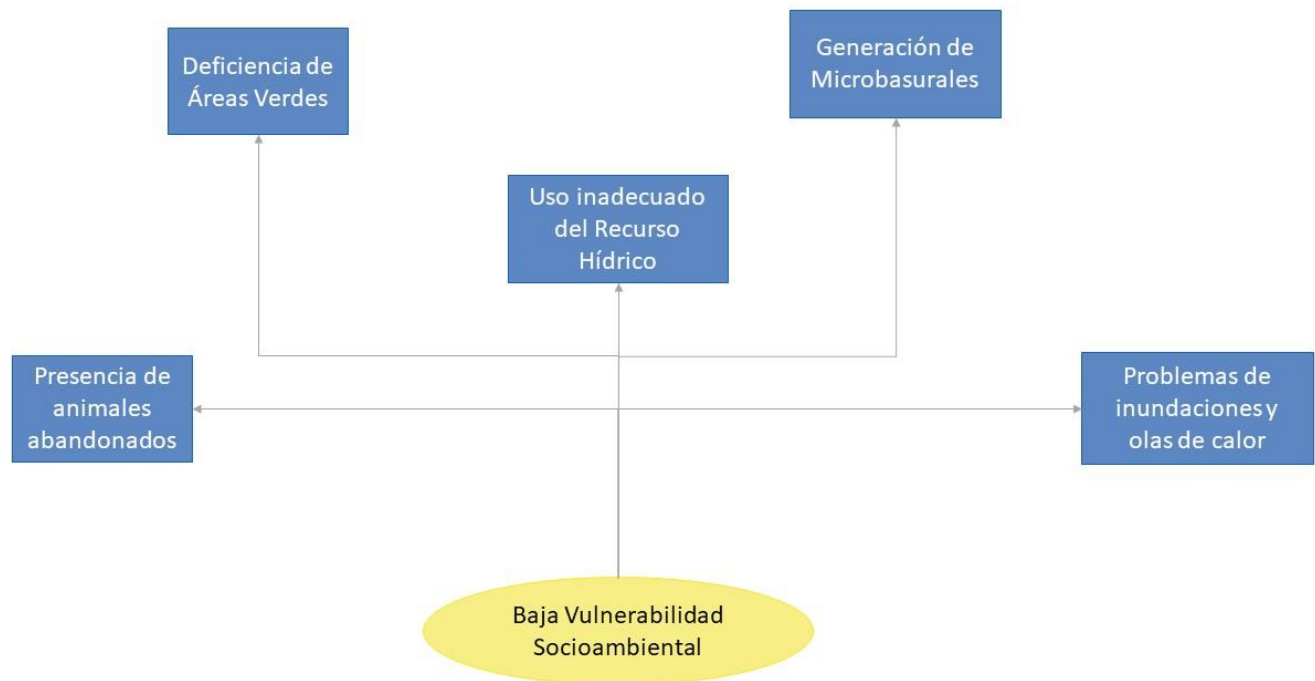 Deficiencia de
Áreas Verdes
Generación de
Microbasurales
Uso inadecuado
del Recurso
Hídrico
Presencia de
animales
abandonados
Problemas de
inundaciones y
olas de calor
Baja Vulnerabilidad
Socioambiental